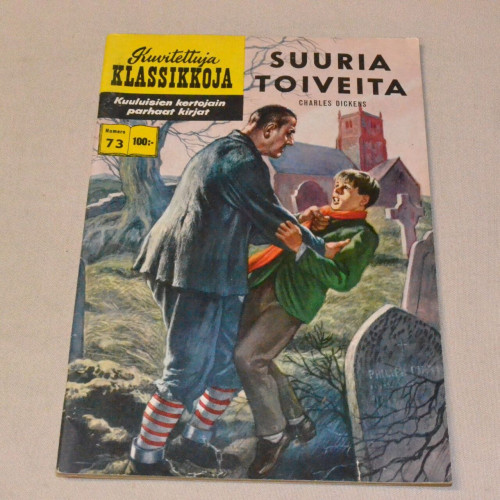 Kuvitettuja
KLASSIKKOJA
Kuuluisien kertojain
parhaat kirjat
Numero
73
100:-
SUURIA
TOIVEITA
CHARLES DICKENS